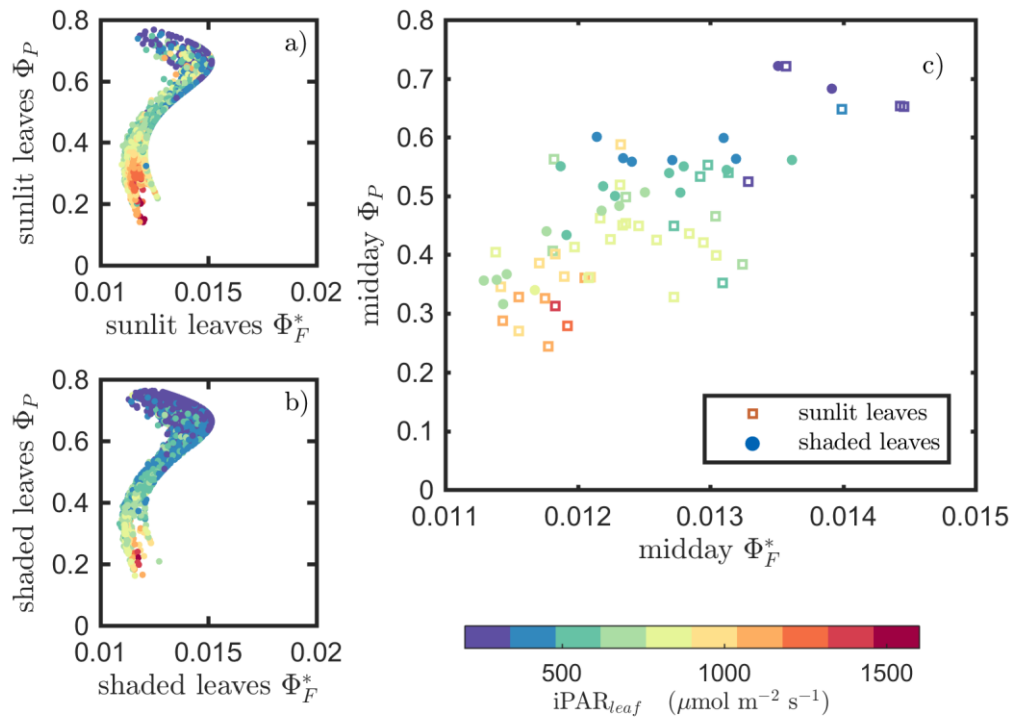 0.8
0.6
0.4
0.2
0
a)
sunlit leaves Φ_P
0.01 0.015 0.02
sunlit leaves Φ*_F
0.8
0.6
0.4
0.2
0
b)
shaded leaves Φ_P
0.01 0.015 0.02
shaded leaves Φ*_F
0.8
0.7
0.6
0.5
0.4
0.3
0.2
0.1
0
c)
midday Φ_P
sunlit leaves
shaded leaves
0.011 0.012 0.013 0.014 0.015
midday Φ*_F
500 1000 1500
iPAR_leaf (μmol m⁻² s⁻¹)